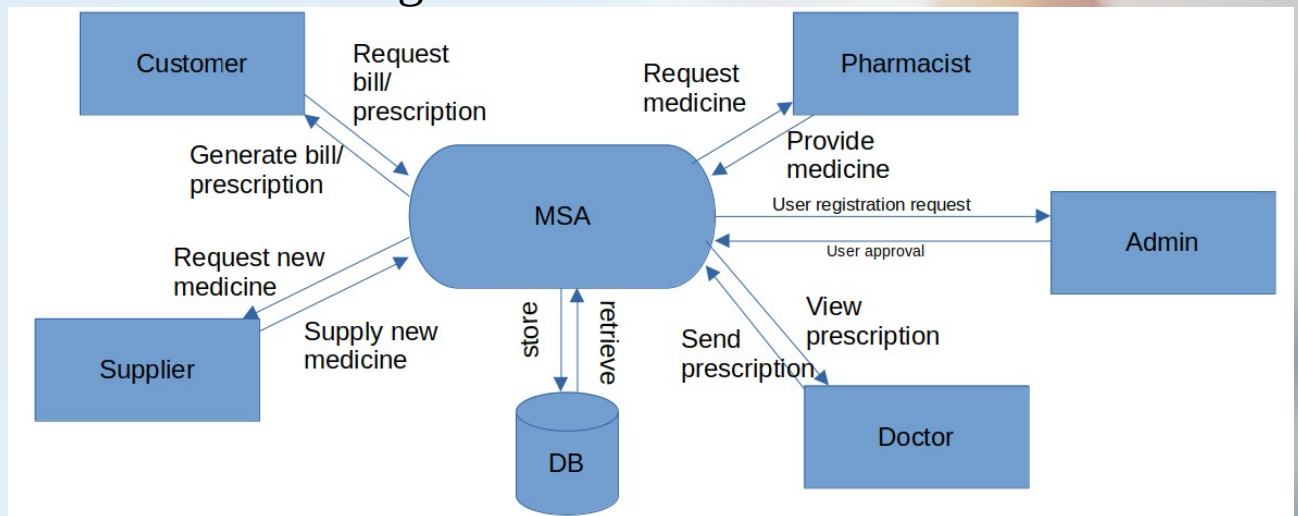 Customer
Request
bill/
prescription
Generate bill/
prescription
Request
medicine
Pharmacist
Provide
medicine
MSA
User registration request
User approval
Admin
Request new
medicine
Supply new
medicine
Supplier
store
retrieve
DB
Send
prescription
View
prescription
Doctor